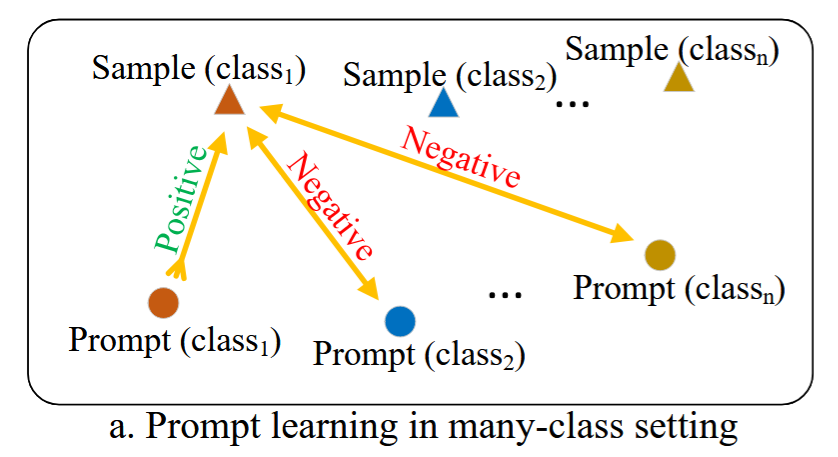 Sample (class₁)
Sample (class₂)
Sample (classₙ)
...
Positive
Negative
Negative
...
Prompt (class₁)
Prompt (class₂)
Prompt (classₙ)
a. Prompt learning in many-class setting